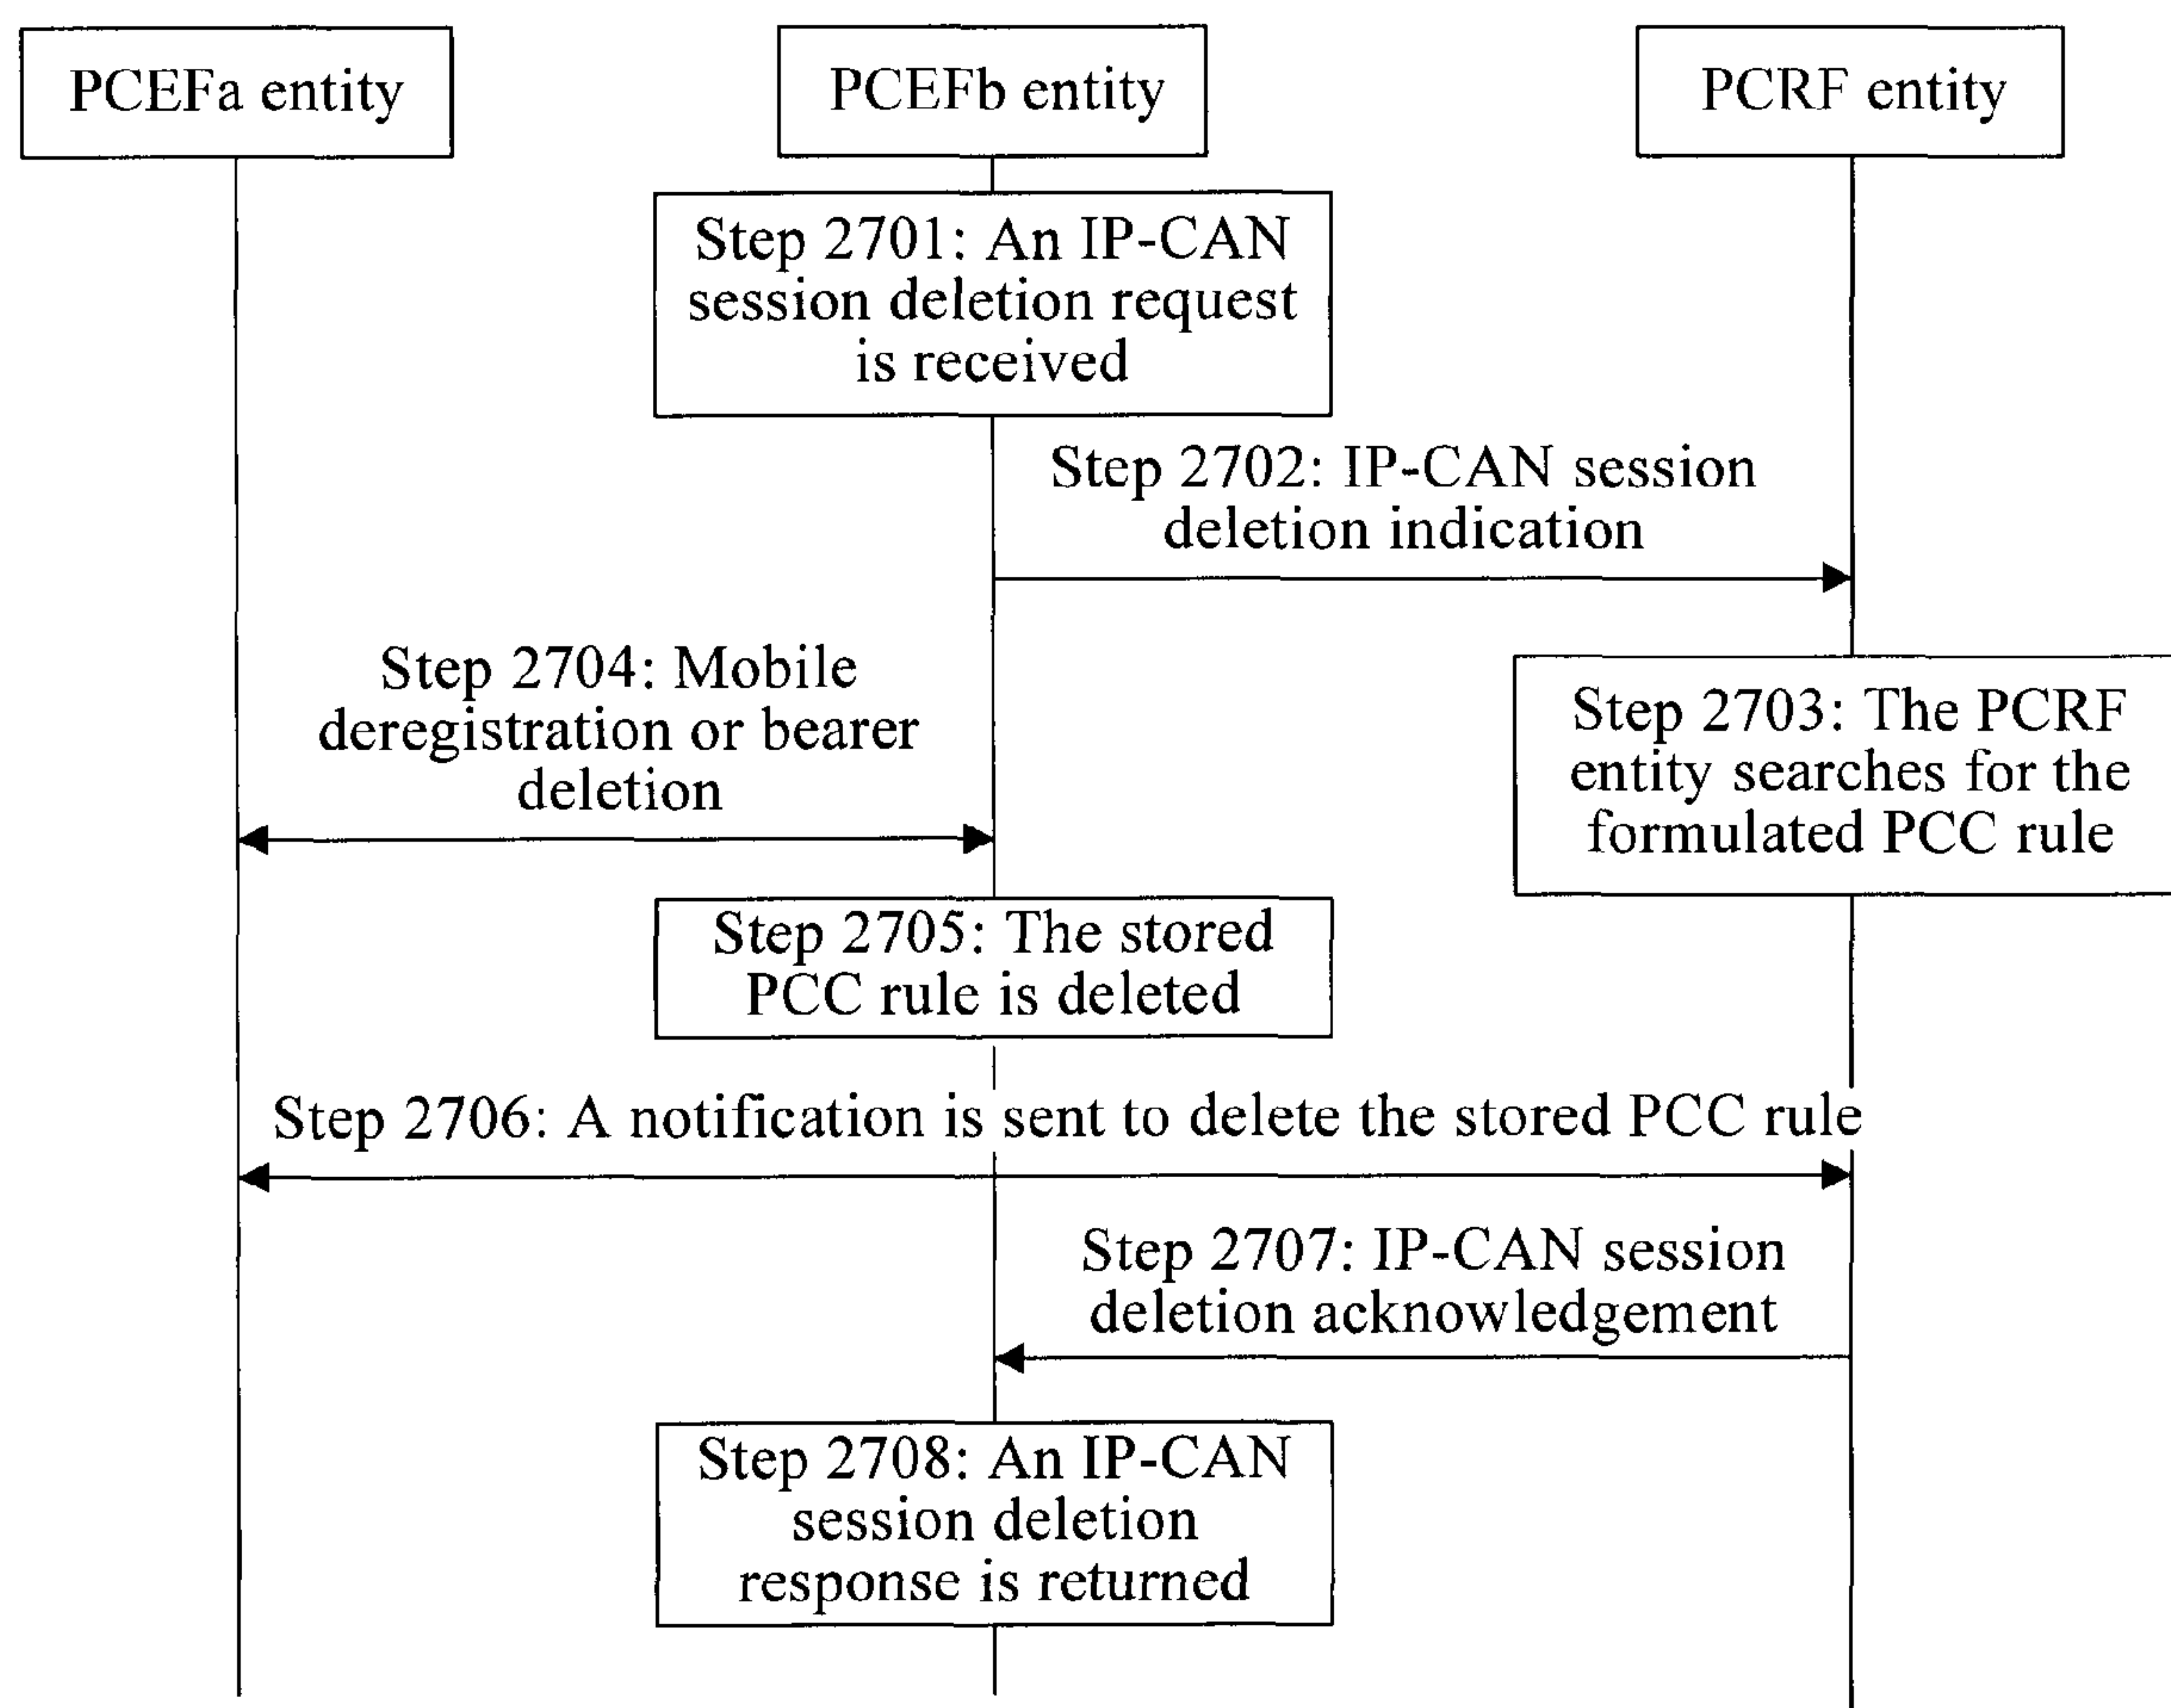 PCEFa entity
PCEFb entity
PCRF entity
Step 2701: An IP-CAN
session deletion request
is received
Step 2702: IP-CAN session
deletion indication
Step 2703: The PCRF
entity searches for the
formulated PCC rule
Step 2704: Mobile
deregistration or bearer
deletion
Step 2705: The stored
PCC rule is deleted
Step 2706: A notification is sent to delete the stored PCC rule
Step 2707: IP-CAN session
deletion acknowledgement
Step 2708: An IP-CAN
session deletion
response is returned